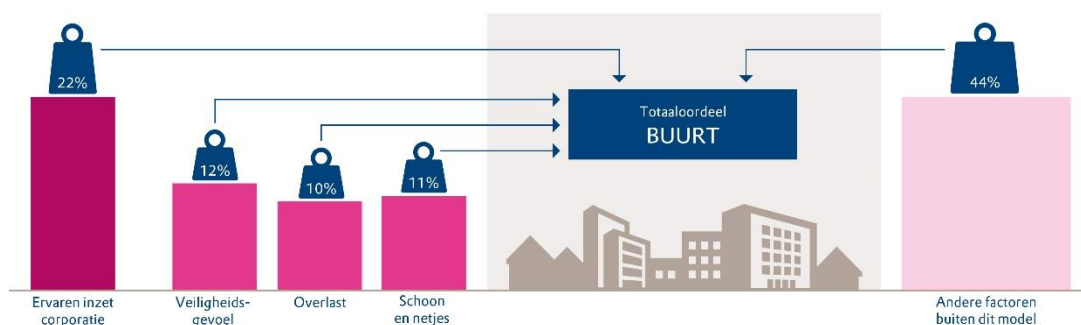 22%
44%
12%
10%
11%
Totaaloordeel
BUURT
Ervaren inzet
corporatie
Veiligheids-
gevoel
Overlast
Schoon
en netjes
Andere factoren
buiten dit model